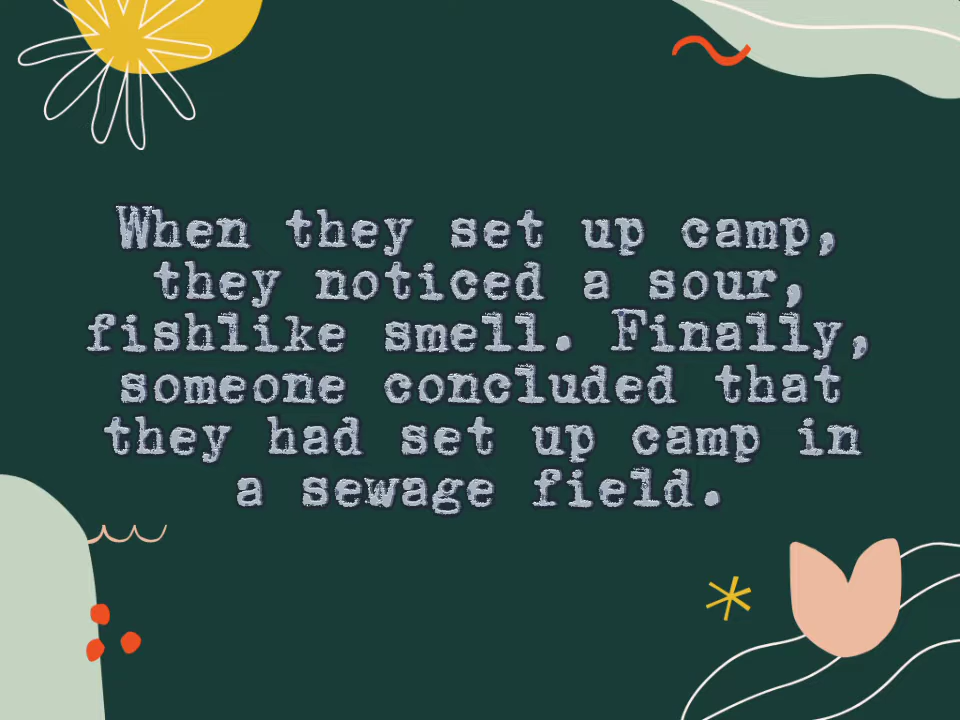 When they set up camp,
they noticed a sour,
fishlike smell. Finally,
someone concluded that
they had set up camp in
a sewage field.